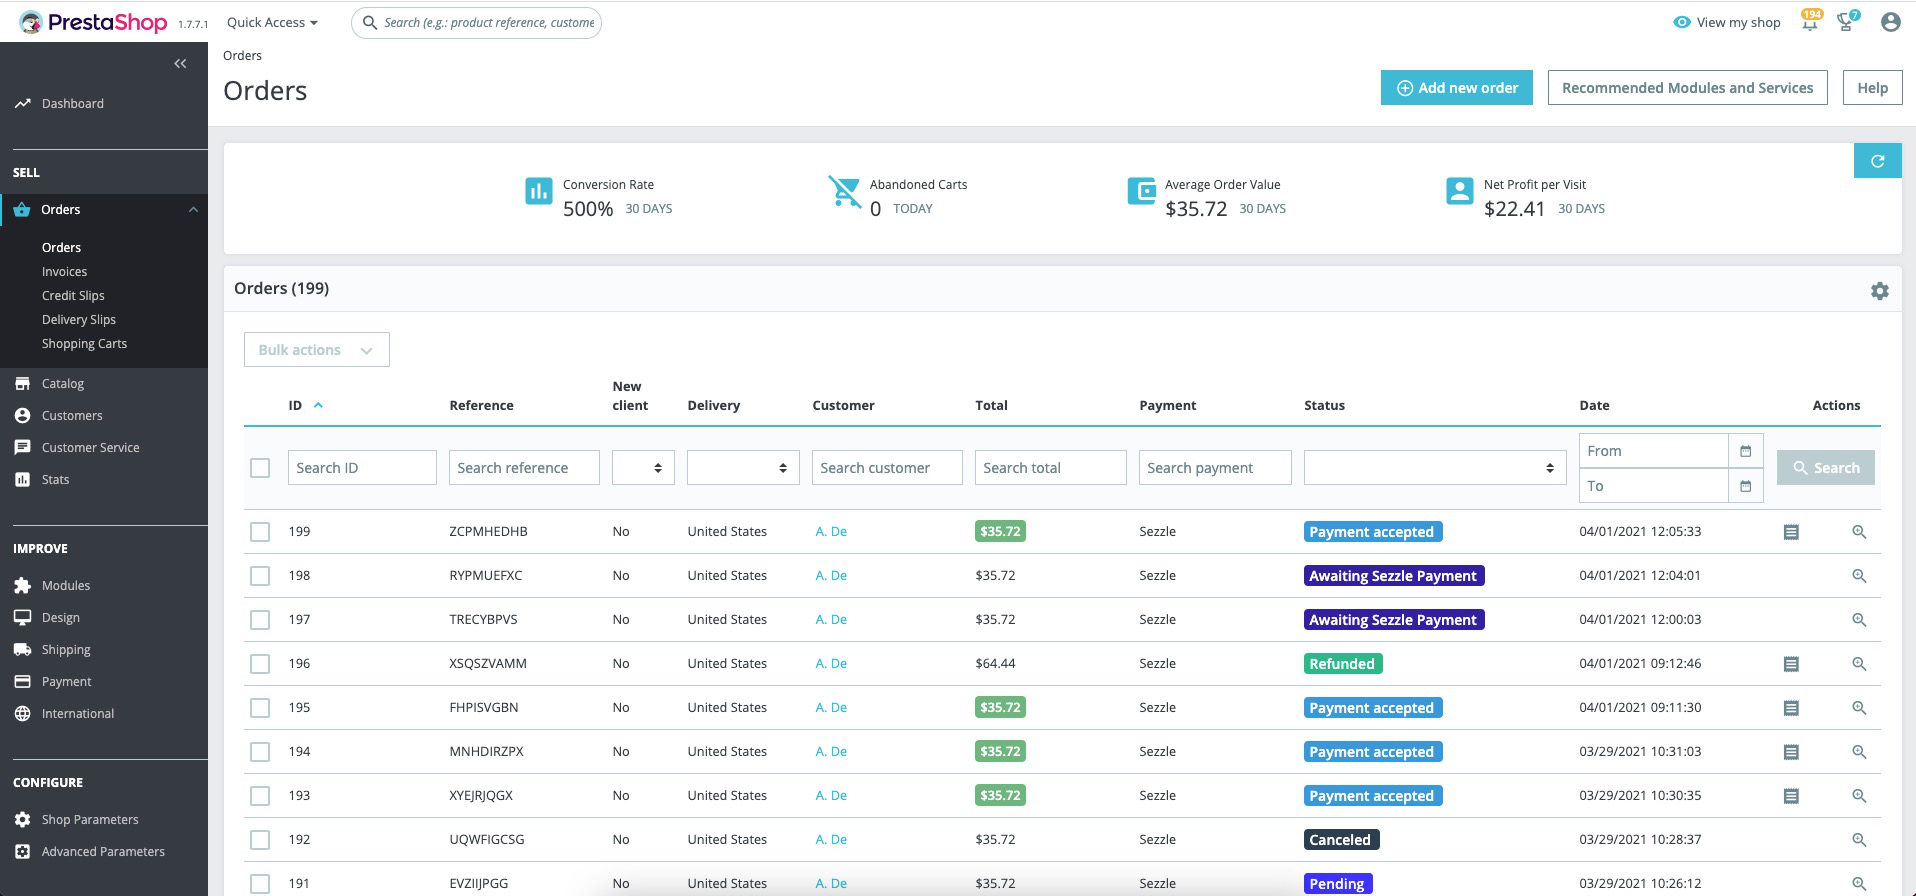 PrestaShop 1.7.7.1 Quick Access Search (e.g.: product reference, custome View my shop 194 7
Orders
Orders
Add new order Recommended Modules and Services Help
Dashboard
SELL
Orders
Orders
Invoices
Credit Slips
Delivery Slips
Shopping Carts
Catalog
Customers
Customer Service
Stats
IMPROVE
Modules
Design
Shipping
Payment
International
CONFIGURE
Shop Parameters
Advanced Parameters
Conversion Rate
500% 30 DAYS
Abandoned Carts
0 TODAY
Average Order Value
$35.72 30 DAYS
Net Profit per Visit
$22.41 30 DAYS
Orders (199)
Bulk actions
ID Reference New client Delivery Customer Total Payment Status Date Actions
Search ID Search reference Search customer Search total Search payment From To Search
199 ZCPMHEDHB No United States A. De $35.72 Sezzle Payment accepted 04/01/2021 12:05:33
198 RYPMUEFXC No United States A. De $35.72 Sezzle Awaiting Sezzle Payment 04/01/2021 12:04:01
197 TRECYBPVS No United States A. De $35.72 Sezzle Awaiting Sezzle Payment 04/01/2021 12:00:03
196 XSQSZVAMM No United States A. De $64.44 Sezzle Refunded 04/01/2021 09:12:46
195 FHPISVGBN No United States A. De $35.72 Sezzle Payment accepted 04/01/2021 09:11:30
194 MNHDIRZPX No United States A. De $35.72 Sezzle Payment accepted 03/29/2021 10:31:03
193 XYEJRJQGX No United States A. De $35.72 Sezzle Payment accepted 03/29/2021 10:30:35
192 UQWFIGCSG No United States A. De $35.72 Sezzle Canceled 03/29/2021 10:28:37
191 EVZIIJPGG No United States A. De $35.72 Sezzle Pending 03/29/2021 10:26:12